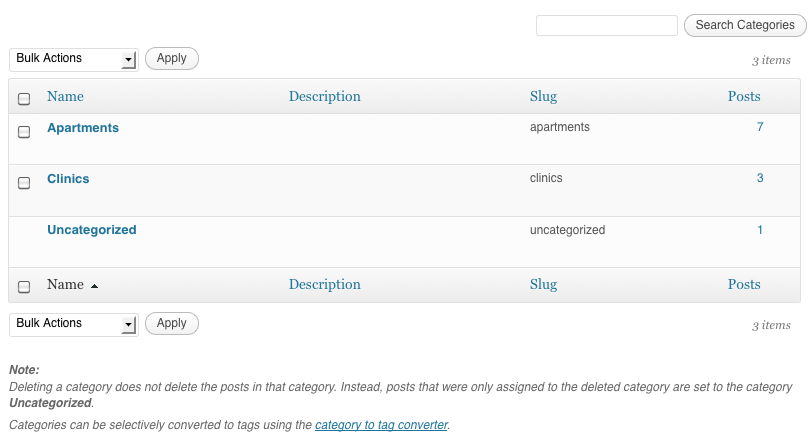 Search Categories
Bulk Actions Apply 3 items
Name Description Slug Posts
Apartments apartments 7
Clinics clinics 3
Uncategorized uncategorized 1
Name Description Slug Posts
Bulk Actions Apply 3 items
Note:
Deleting a category does not delete the posts in that category. Instead, posts that were only assigned to the deleted category are set to the category
Uncategorized.
Categories can be selectively converted to tags using the category to tag converter.